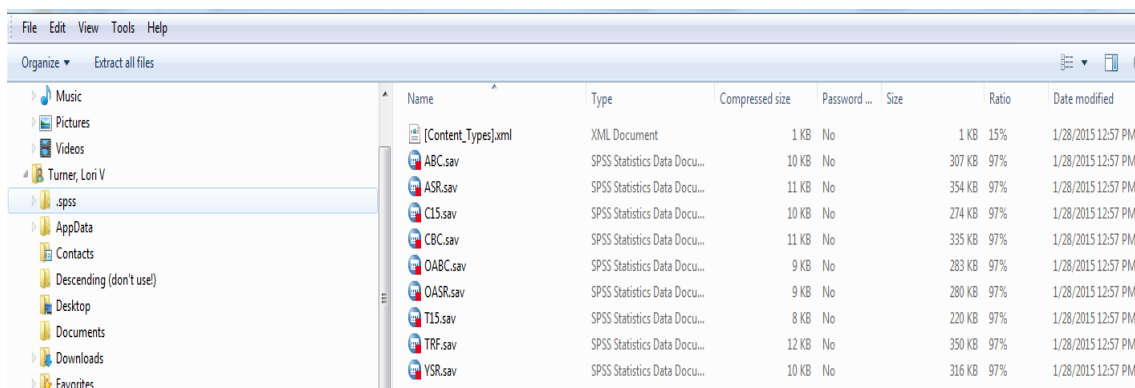 File Edit View Tools Help
Organize Extract all files
Music
Pictures
Videos
Turner, Lori V
.spss
AppData
Contacts
Descending (don't use!)
Desktop
Documents
Downloads
Favorites
Name Type Compressed size Password ... Size Ratio Date modified
[Content_Types].xml XML Document 1 KB No 1 KB 15% 1/28/2015 12:57 PM
ABC.sav SPSS Statistics Data Docu... 10 KB No 307 KB 97% 1/28/2015 12:57 PM
ASR.sav SPSS Statistics Data Docu... 11 KB No 354 KB 97% 1/28/2015 12:57 PM
C15.sav SPSS Statistics Data Docu... 10 KB No 274 KB 97% 1/28/2015 12:57 PM
CBC.sav SPSS Statistics Data Docu... 11 KB No 335 KB 97% 1/28/2015 12:57 PM
OABC.sav SPSS Statistics Data Docu... 9 KB No 283 KB 97% 1/28/2015 12:57 PM
OASR.sav SPSS Statistics Data Docu... 9 KB No 280 KB 97% 1/28/2015 12:57 PM
T15.sav SPSS Statistics Data Docu... 8 KB No 220 KB 97% 1/28/2015 12:57 PM
TRF.sav SPSS Statistics Data Docu... 12 KB No 350 KB 97% 1/28/2015 12:57 PM
YSR.sav SPSS Statistics Data Docu... 10 KB No 316 KB 97% 1/28/2015 12:57 PM